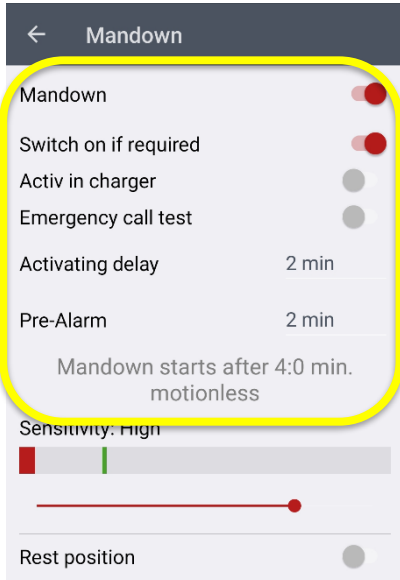 Mandown
Mandown
Switch on if required
Activ in charger
Emergency call test
Activating delay 2 min
Pre-Alarm 2 min
Mandown starts after 4:0 min.
motionless
Sensitivity: High
Rest position